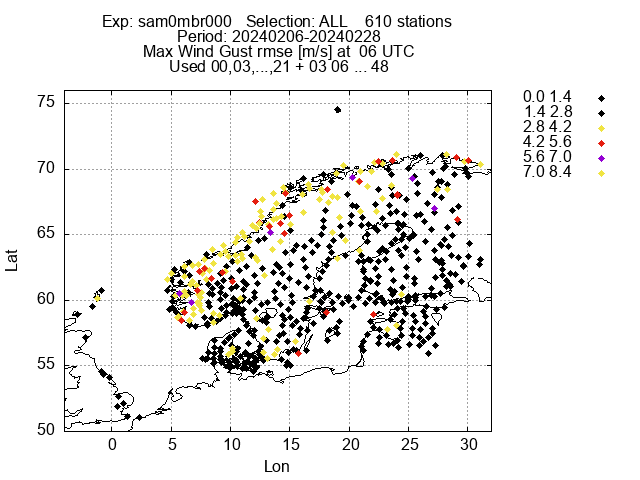 Exp: sam0mbr000 Selection: ALL 610 stations
Period: 20240206-20240228
Max Wind Gust rmse [m/s] at 06 UTC
Used 00,03,...,21 + 03 06 ... 48
0.0 1.4
1.4 2.8
2.8 4.2
4.2 5.6
5.6 7.0
7.0 8.4
75
70
65
60
55
50
Lat
0 5 10 15 20 25 30
Lon